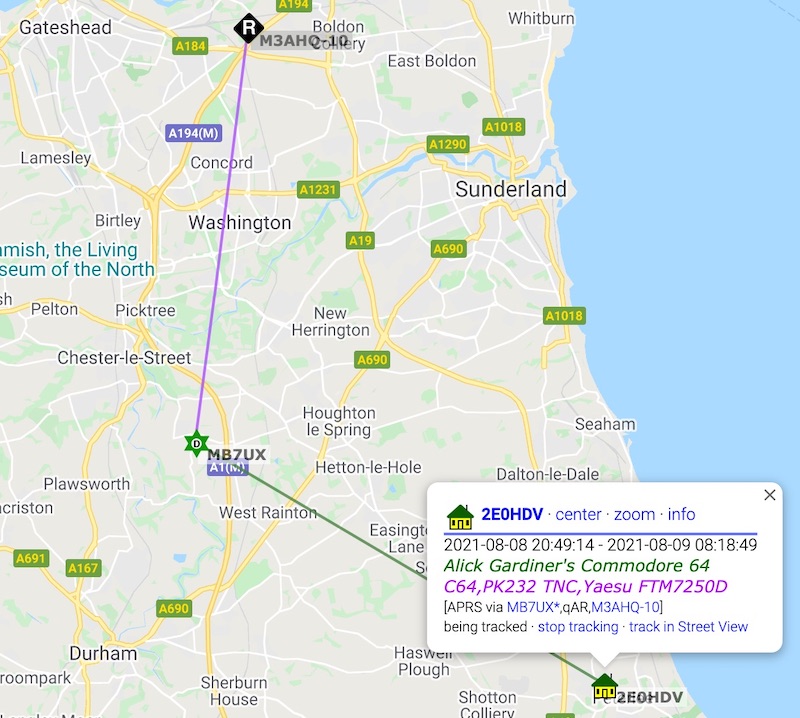 A194
Whitburn
Gateshead
R
Boldon
Colliery
M3AHQ-10
A184
East Boldon
A194(M)
A1018
A1290
Lamesley
Concord
A1231
Sunderland
Birtley
Washington
A19
A690
amish, the Living
seum of the North
Pelton
Picktree
New
Herrington
A1018
Chester-le-Street
A690
Houghton
le Spring
Seaham
D
MB7UX
A1(M)
Hetton-le-Hole
Dalton-le-Dale
Plawsworth
West Rainton
acriston
Easingt
Lane
A691
A167
A690
Durham
Haswell
Plough
Sherburn
House
roompark
Shotton
Colliery
2E0HDV · center · zoom · info
2021-08-08 20:49:14 - 2021-08-09 08:18:49
Alick Gardiner's Commodore 64
C64,PK232 TNC,Yaesu FTM7250D
[APRS via MB7UX*,qAR,M3AHQ-10]
being tracked · stop tracking · track in Street View
2E0HDV